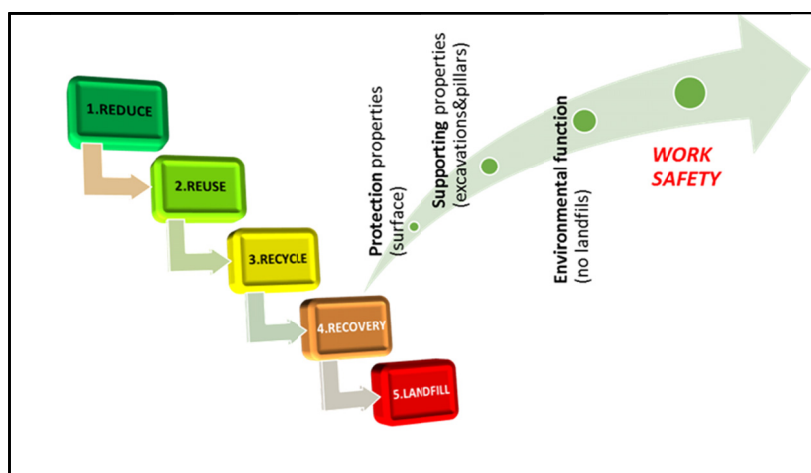 1.REDUCE
2.REUSE
3.RECYCLE
4.RECOVERY
5.LANDFILL
Protection properties
(surface)
Supporting properties
(excavations&pillars)
Environmental function
(no landfils)
WORK
SAFETY